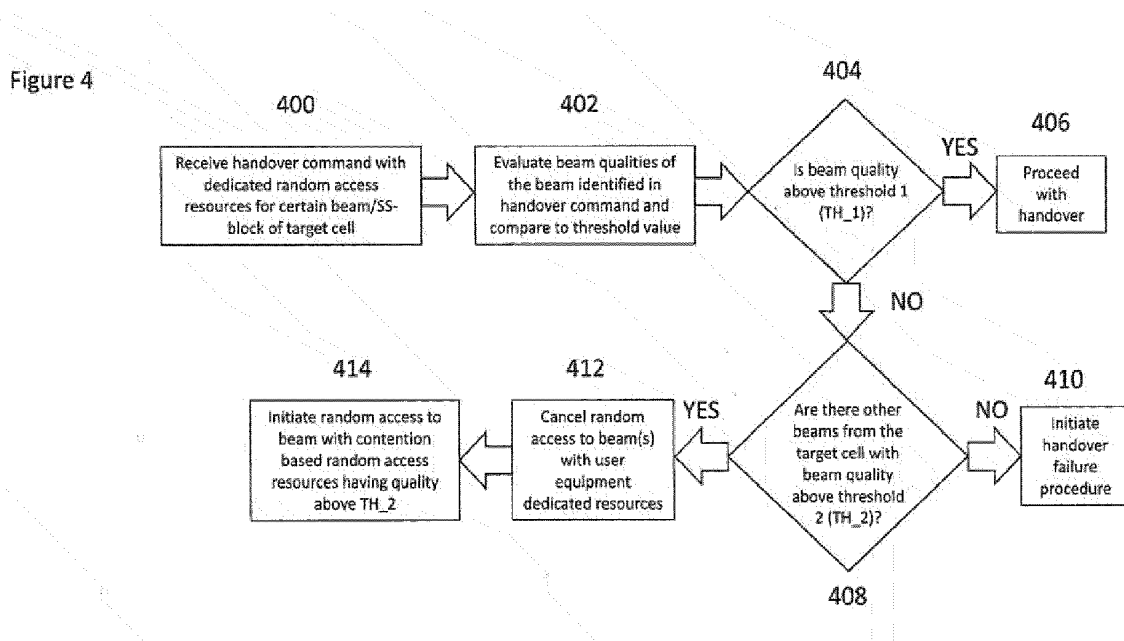 Figure 4
400
Receive handover command with
dedicated random access
resources for certain beam/SS-
block of target cell
402
Evaluate beam qualities of
the beam identified in
handover command and
compare to threshold value
404
Is beam quality
above threshold 1
(TH_1)?
YES
406
Proceed
with
handover
NO
408
Are there other
beams from the
target cell with
beam quality
above threshold
2 (TH_2)?
NO
410
Initiate
handover
failure
procedure
YES
412
Cancel random
access to beam(s)
with user
equipment
dedicated resources
414
Initiate random access to
beam with contention
based random access
resources having quality
above TH_2